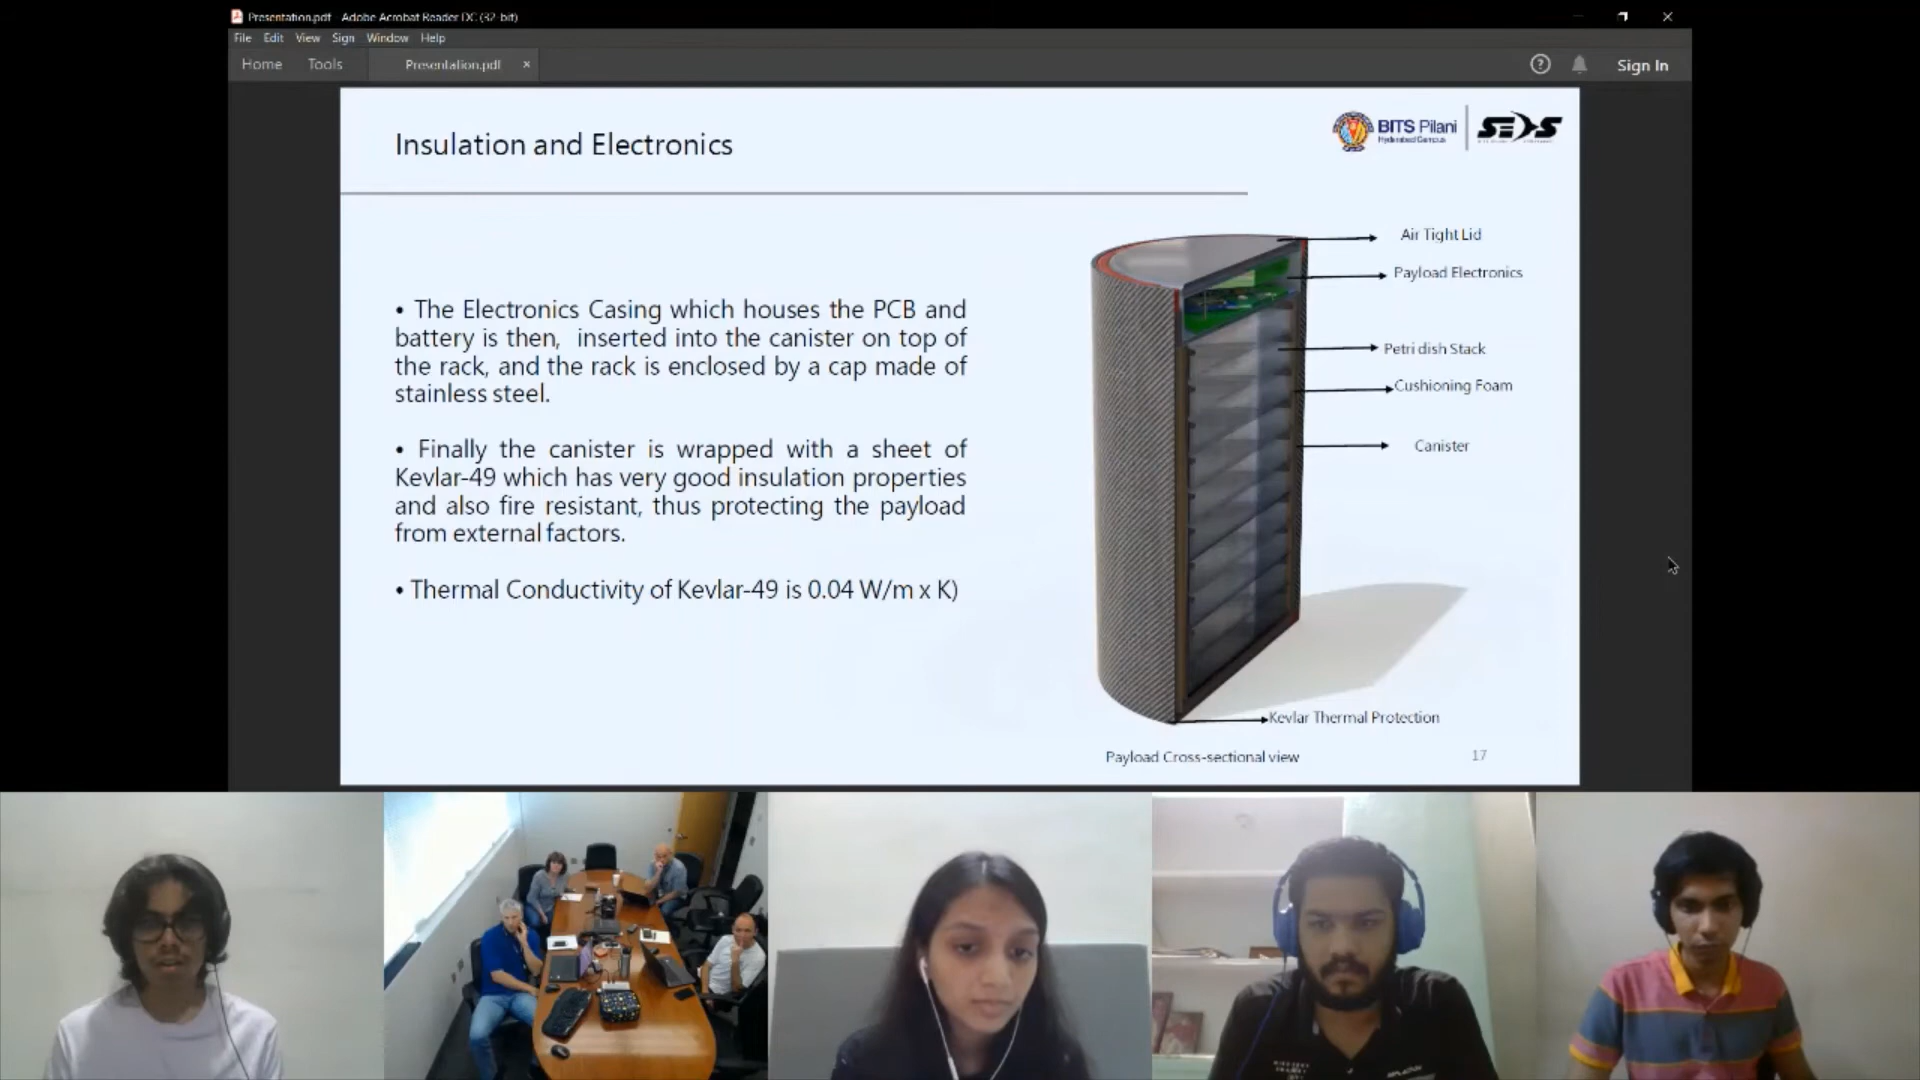 Presentation.pdf - Adobe Acrobat Reader DC (32-bit)
File Edit View Sign Window Help
Home Tools Presentation.pdf × ? Sign In
Insulation and Electronics
BITS Pilani
Hyderabad Campus
SEDS
• The Electronics Casing which houses the PCB and
battery is then, inserted into the canister on top of
the rack, and the rack is enclosed by a cap made of
stainless steel.
• Finally the canister is wrapped with a sheet of
Kevlar-49 which has very good insulation properties
and also fire resistant, thus protecting the payload
from external factors.
• Thermal Conductivity of Kevlar-49 is 0.04 W/m x K)
Air Tight Lid
Payload Electronics
Petri dish Stack
Cushioning Foam
Canister
Kevlar Thermal Protection
Payload Cross-sectional view
17